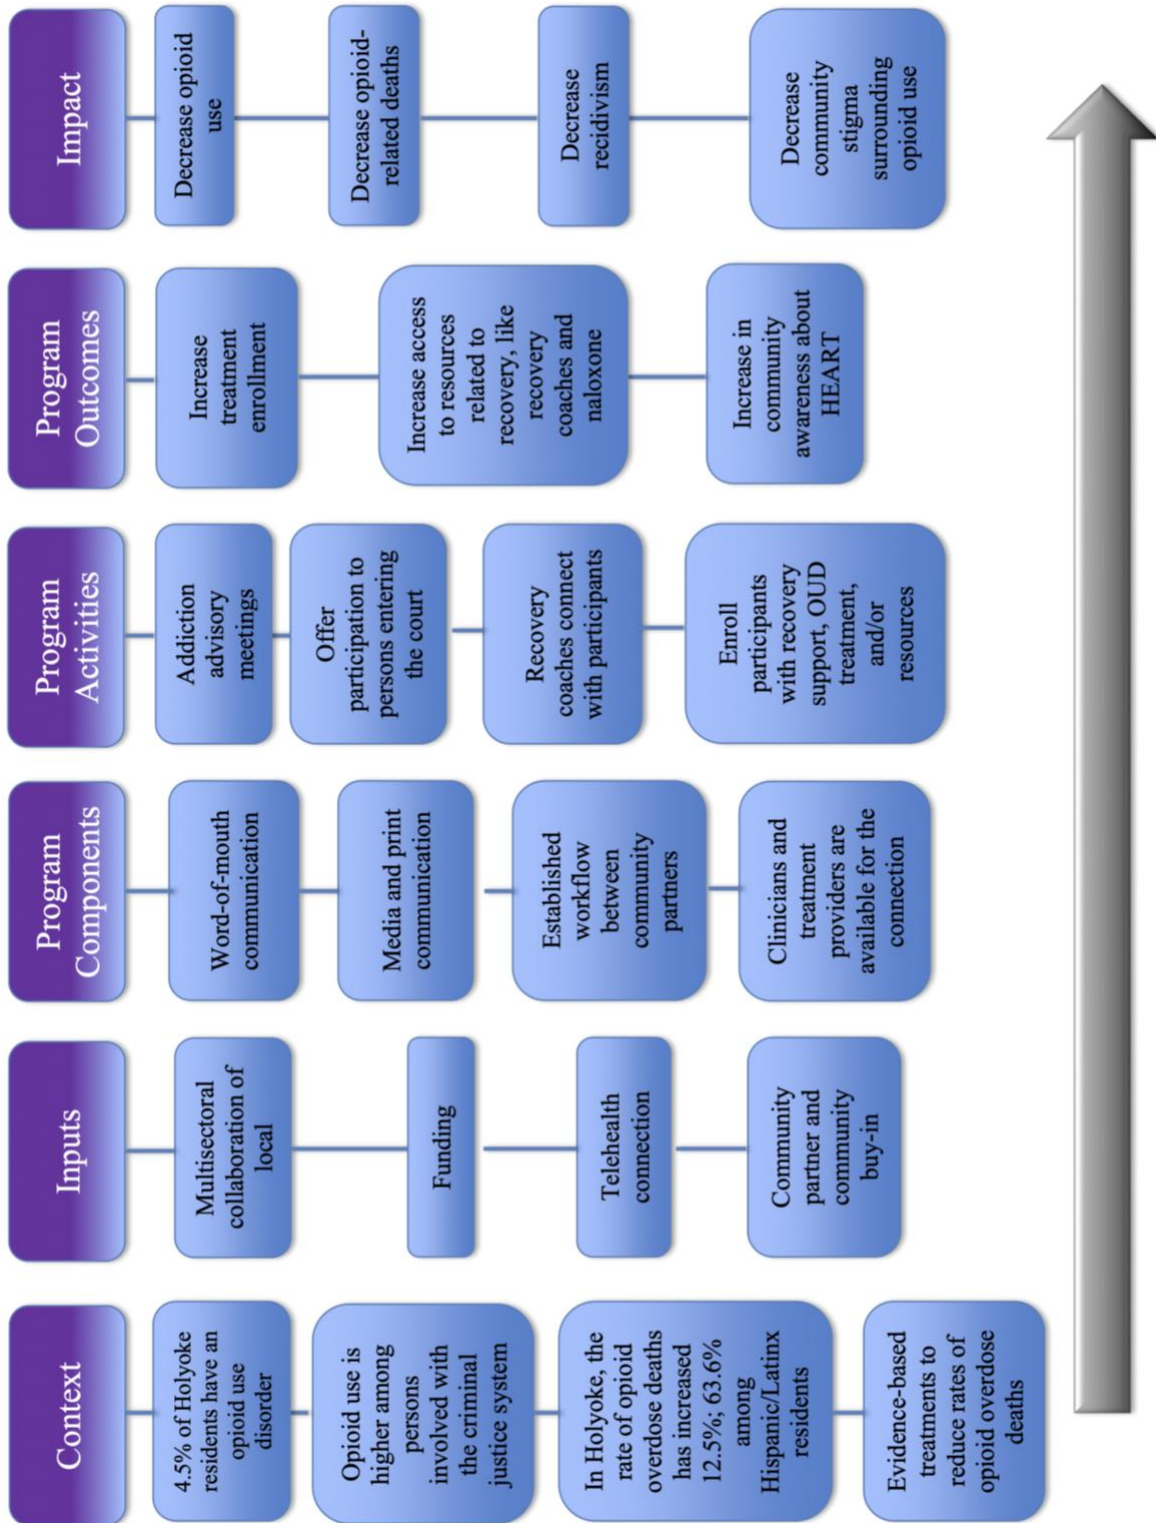 Context
4.5% of Holyoke
residents have an
opioid use
disorder
Opioid use is
higher among
persons
involved with
the criminal
justice system
In Holyoke, the
rate of opioid
overdose deaths
has increased
12.5%; 63.6%
among
Hispanic/Latinx
residents
Evidence-based
treatments to
reduce rates of
opioid overdose
deaths
Inputs
Multisectoral
collaboration of
local
Funding
Telehealth
connection
Community
partner and
community
buy-in
Program
Components
Word-of-mouth
communication
Media and print
communication
Established
workflow
between
community
partners
Clinicians and
treatment
providers are
available for the
connection
Program
Activities
Addiction
advisory
meetings
Offer
participation to
persons entering
the court
Recovery
coaches connect
with participants
Enroll
participants
with recovery
support, OUD
treatment,
and/or
resources
Program
Outcomes
Increase
treatment
enrollment
Increase access
to resources
related to
recovery, like
recovery
coaches and
naloxone
Increase in
community
awareness about
HEART
Impact
Decrease opioid
use
Decrease opioid-
related deaths
Decrease
recidivism
Decrease
community
stigma
surrounding
opioid use